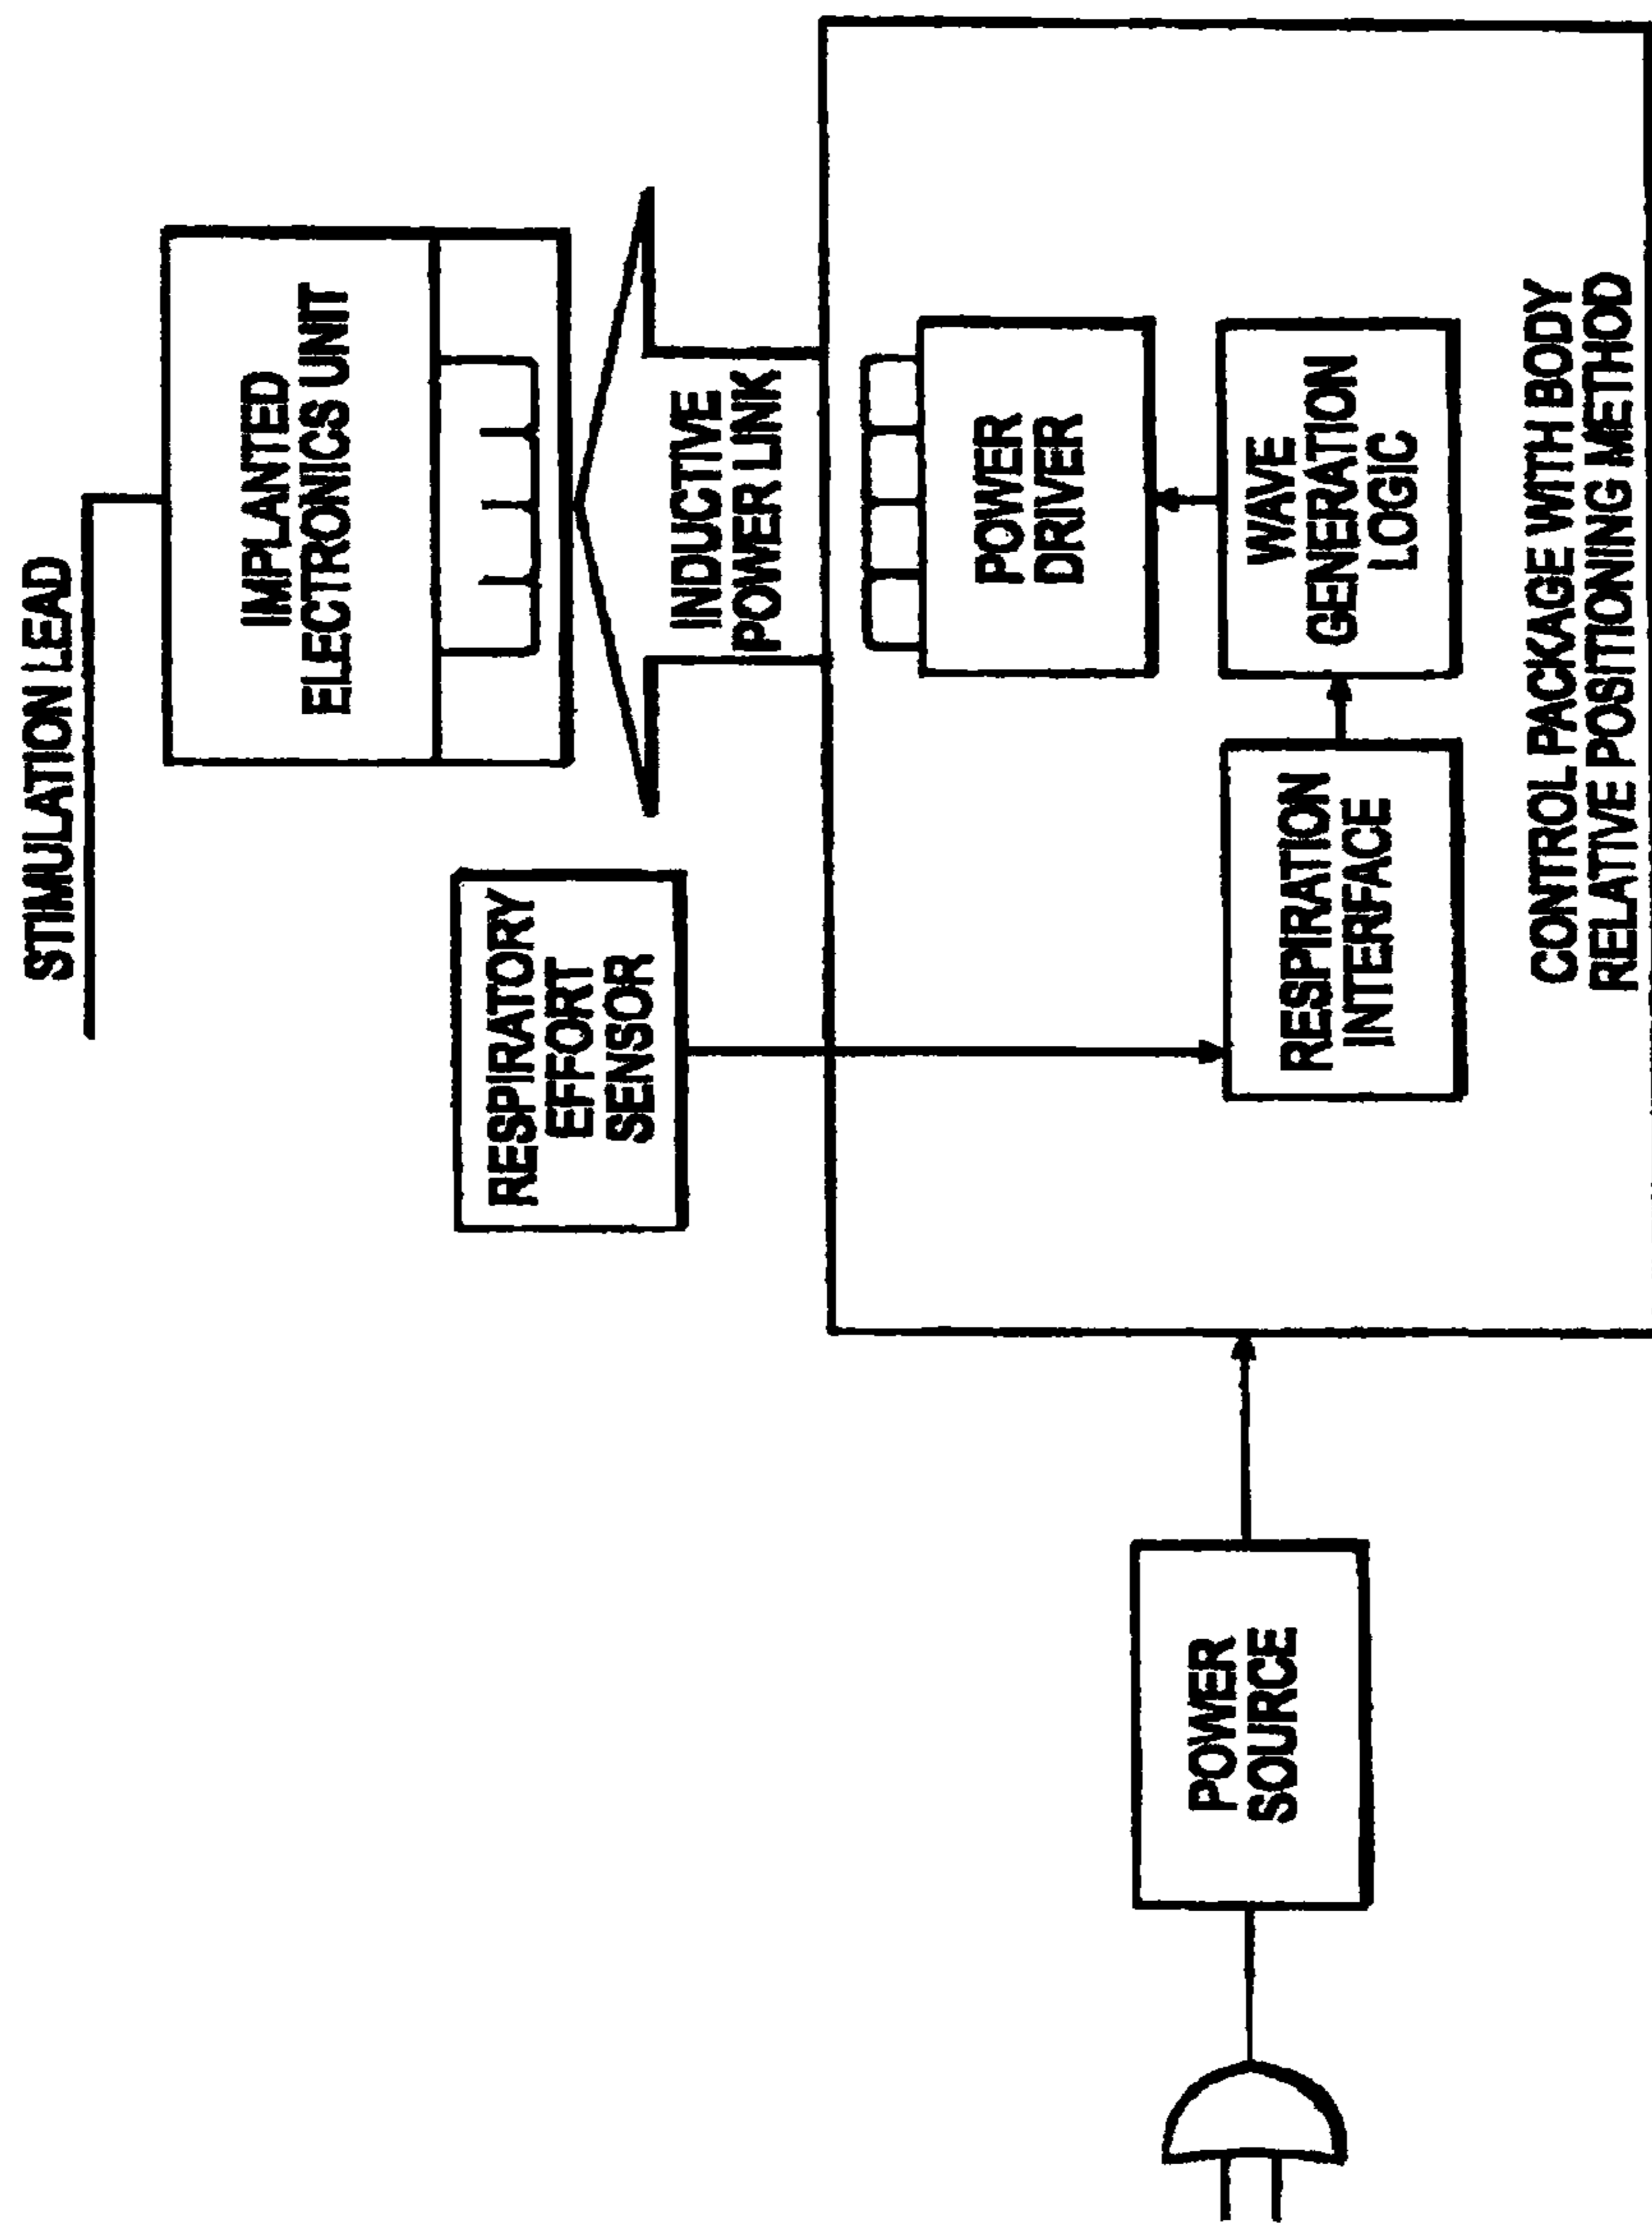 STIMULATION LEAD
IMPLANTED
ELECTRONICS UNIT
RESPIRATORY
EFFORT
SENSOR
INDUCTIVE
POWER LINK
POWER
DRIVER
WAVE
GENERATION
LOGIC
RESPIRATION
INTERFACE
POWER
SOURCE
CONTROL PACKAGE WITH BODY
RELATIVE POSITIONING METHOD